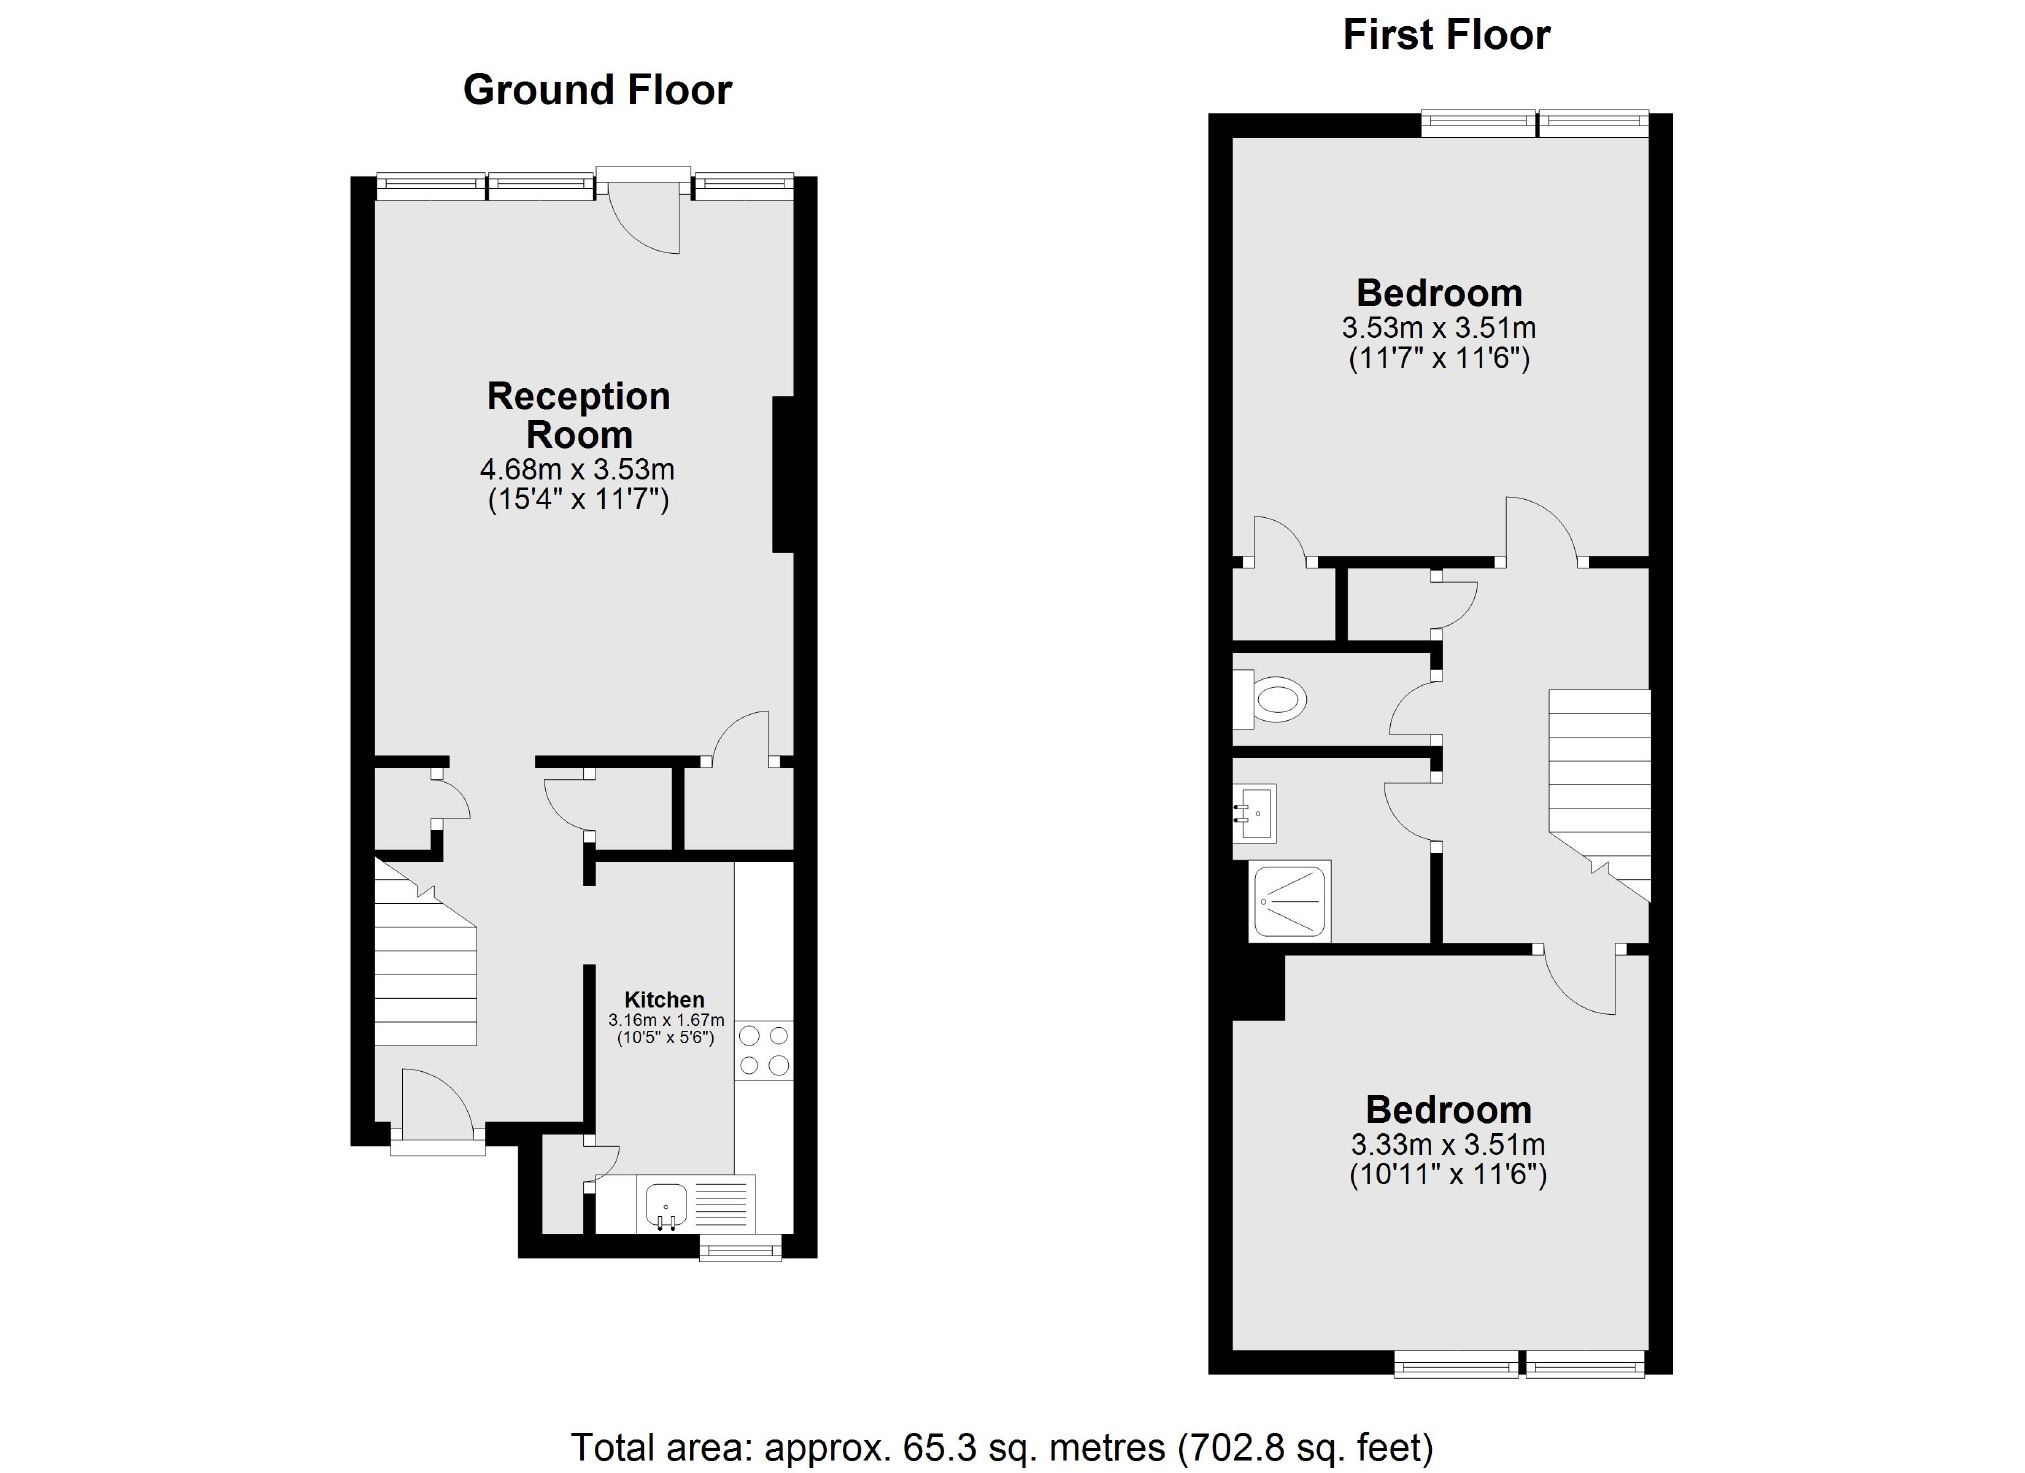 Ground Floor
Reception
Room
4.68m x 3.53m
(15'4" x 11'7")
Kitchen
3.16m x 1.67m
(10'5" x 5'6")
First Floor
Bedroom
3.53m x 3.51m
(11'7" x 11'6")
Bedroom
3.33m x 3.51m
(10'11" x 11'6")
Total area: approx. 65.3 sq. metres (702.8 sq. feet)